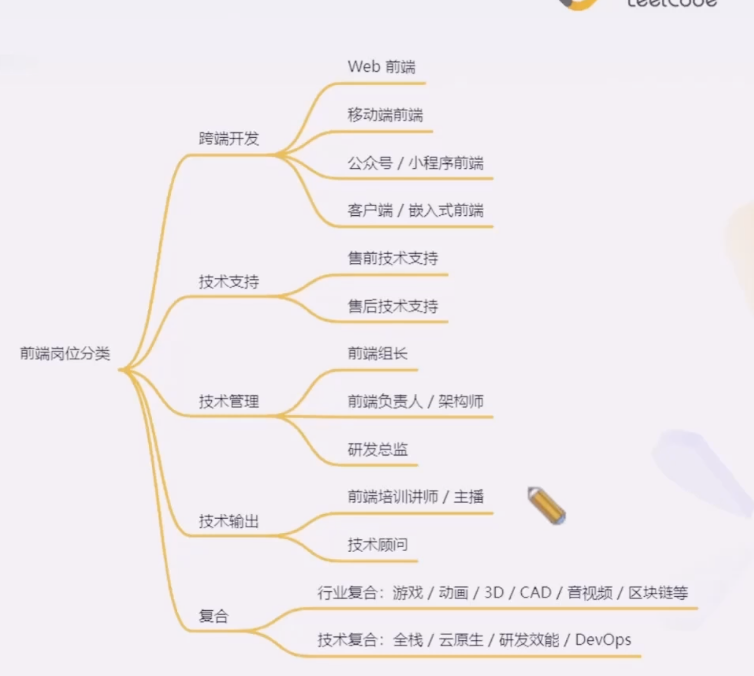 LeetCode
Web 前端
移动端前端
跨端开发
公众号 / 小程序前端
客户端 / 嵌入式前端
售前技术支持
技术支持
售后技术支持
前端岗位分类
前端组长
技术管理
前端负责人 / 架构师
研发总监
前端培训讲师 / 主播
技术输出
技术顾问
行业复合：游戏 / 动画 / 3D / CAD / 音视频 / 区块链等
复合
技术复合：全栈 / 云原生 / 研发效能 / DevOps